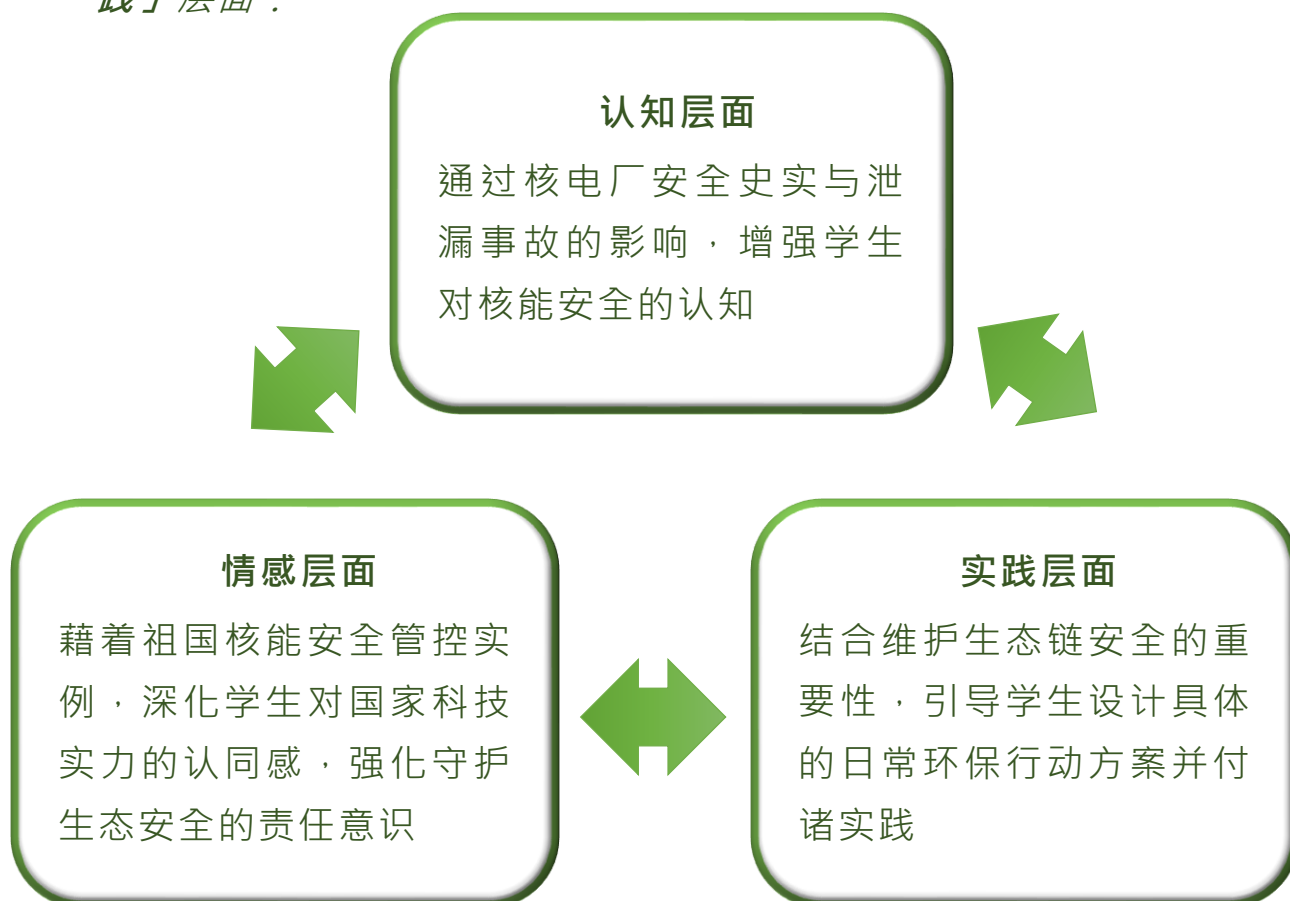 践」层面：
认知层面
通过核电厂安全史实与泄
漏事故的影响，增强学生
对核能安全的认知
情感层面
藉着祖国核能安全管控实
例，深化学生对国家科技
实力的认同感，强化守护
生态安全的责任意识
实践层面
结合维护生态链安全的重
要性，引导学生设计具体
的日常环保行动方案并付
诸实践